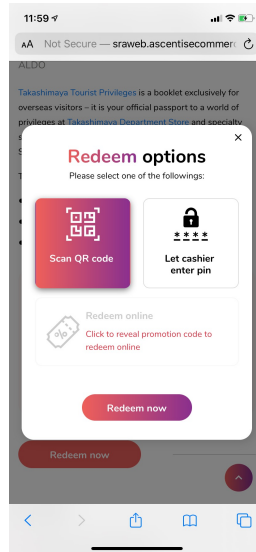 11:59
AA Not Secure — sraweb.ascentisecommerc
ALDO
Takashimaya Tourist Privileges is a booklet exclusively for
overseas visitors – it is your official passport to a world of
privileges at Takashimaya Department Store and specialty
Redeem options
Please select one of the followings:
Scan QR code
****
Let cashier
enter pin
Redeem online
Click to reveal promotion code to
redeem online
Redeem now
Redeem now